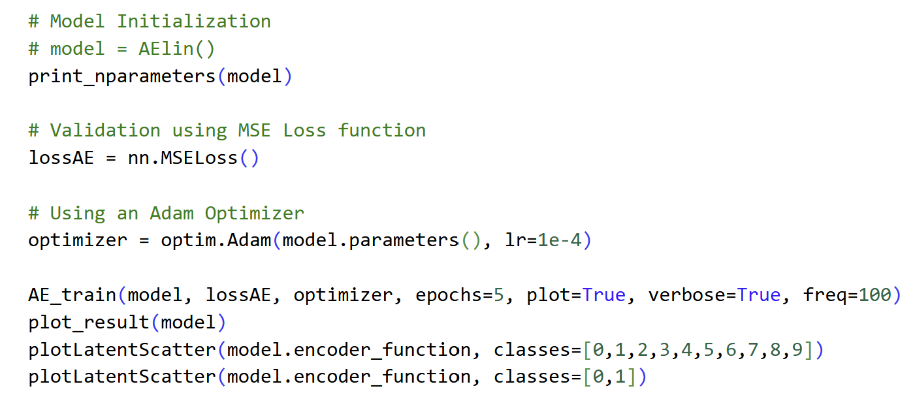 # Model Initialization
# model = AElin()
print_nparameters(model)
# Validation using MSE Loss function
lossAE = nn.MSELoss()
# Using an Adam Optimizer
optimizer = optim.Adam(model.parameters(), lr=1e-4)
AE_train(model, lossAE, optimizer, epochs=5, plot=True, verbose=True, freq=100)
plot_result(model)
plotLatentScatter(model.encoder_function, classes=[0,1,2,3,4,5,6,7,8,9])
plotLatentScatter(model.encoder_function, classes=[0,1])